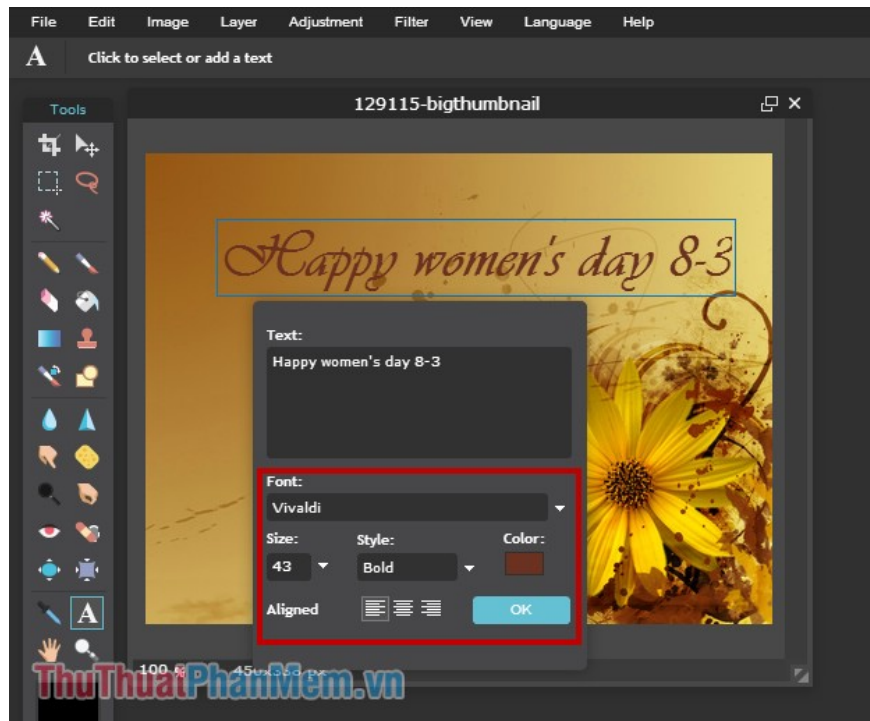 File Edit Image Layer Adjustment Filter View Language Help
A Click to select or add a text
Tools
129115-bigthumbnail
Happy women's day 8-3
Text:
Happy women's day 8-3
Font:
Vivaldi
Size: Style: Color:
43 Bold
Aligned OK
A
100 %
ThuThuatPhanMem.vn